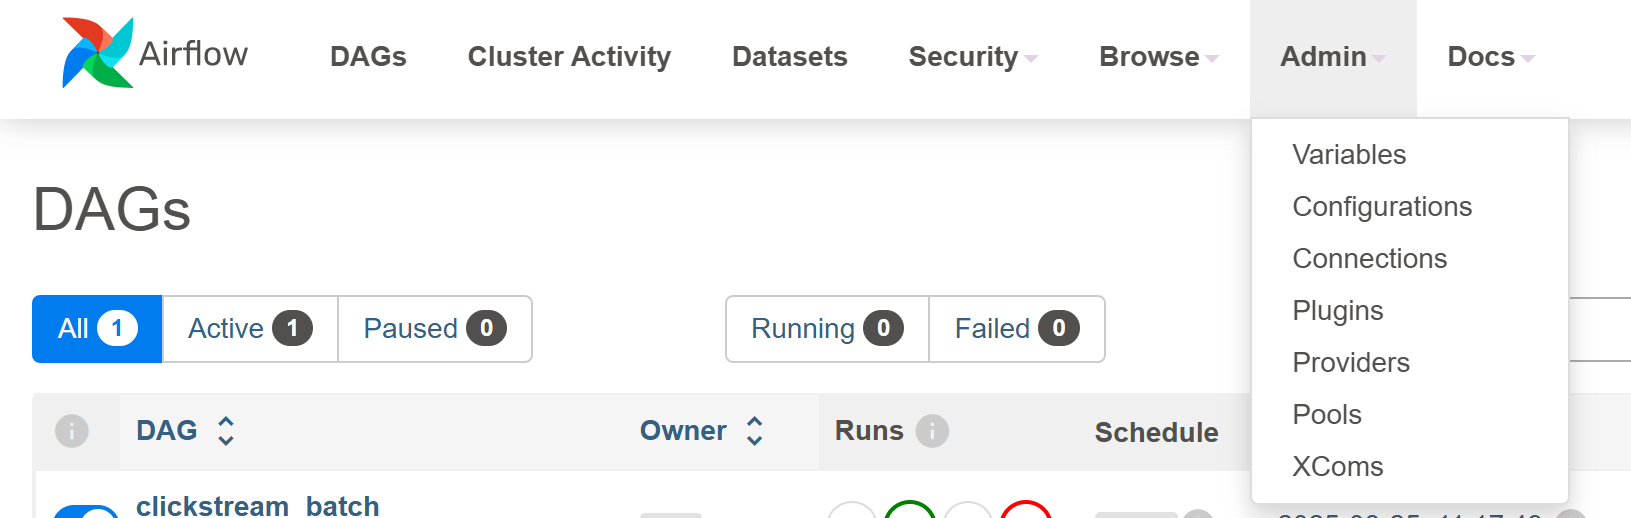 Airflow DAGs Cluster Activity Datasets Security Browse Admin Docs
Variables
Configurations
Connections
Plugins
Providers
Pools
XComs
DAGs
All 1 Active 1 Paused 0 Running 0 Failed 0
DAG Owner Runs Schedule
clickstream_batch